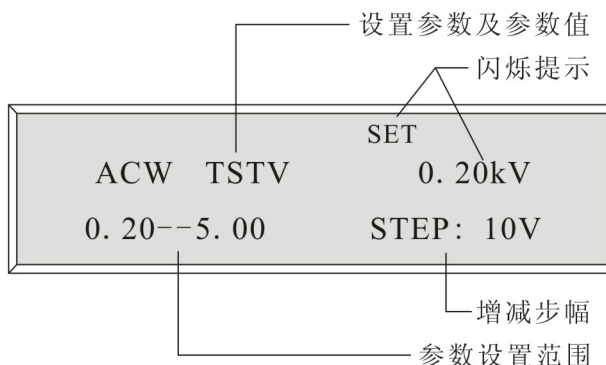 设置参数及参数值
闪烁提示
SET
ACW TSTV 0.20kV
0.20--5.00 STEP: 10V
增减步幅
参数设置范围